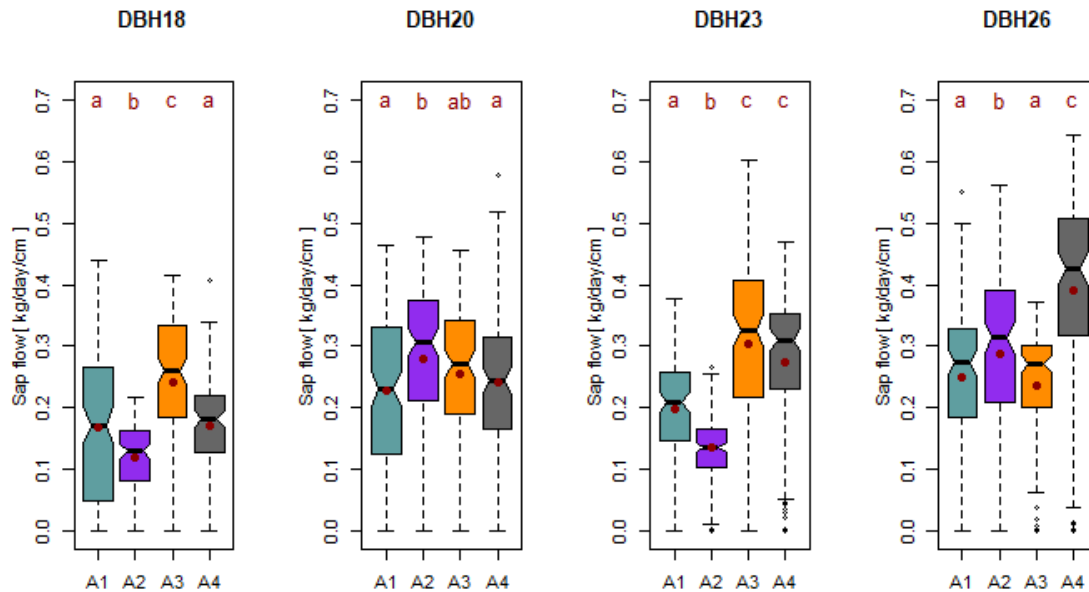 DBH18 DBH20 DBH23 DBH26
Sap flow [ kg/day/cm ]
0.7
0.6
0.5
0.4
0.3
0.2
0.1
0.0
a b c a
A1 A2 A3 A4
Sap flow [ kg/day/cm ]
0.7
0.6
0.5
0.4
0.3
0.2
0.1
0.0
a b ab a
A1 A2 A3 A4
Sap flow [ kg/day/cm ]
0.7
0.6
0.5
0.4
0.3
0.2
0.1
0.0
a b c c
A1 A2 A3 A4
Sap flow [ kg/day/cm ]
0.7
0.6
0.5
0.4
0.3
0.2
0.1
0.0
a b a c
A1 A2 A3 A4